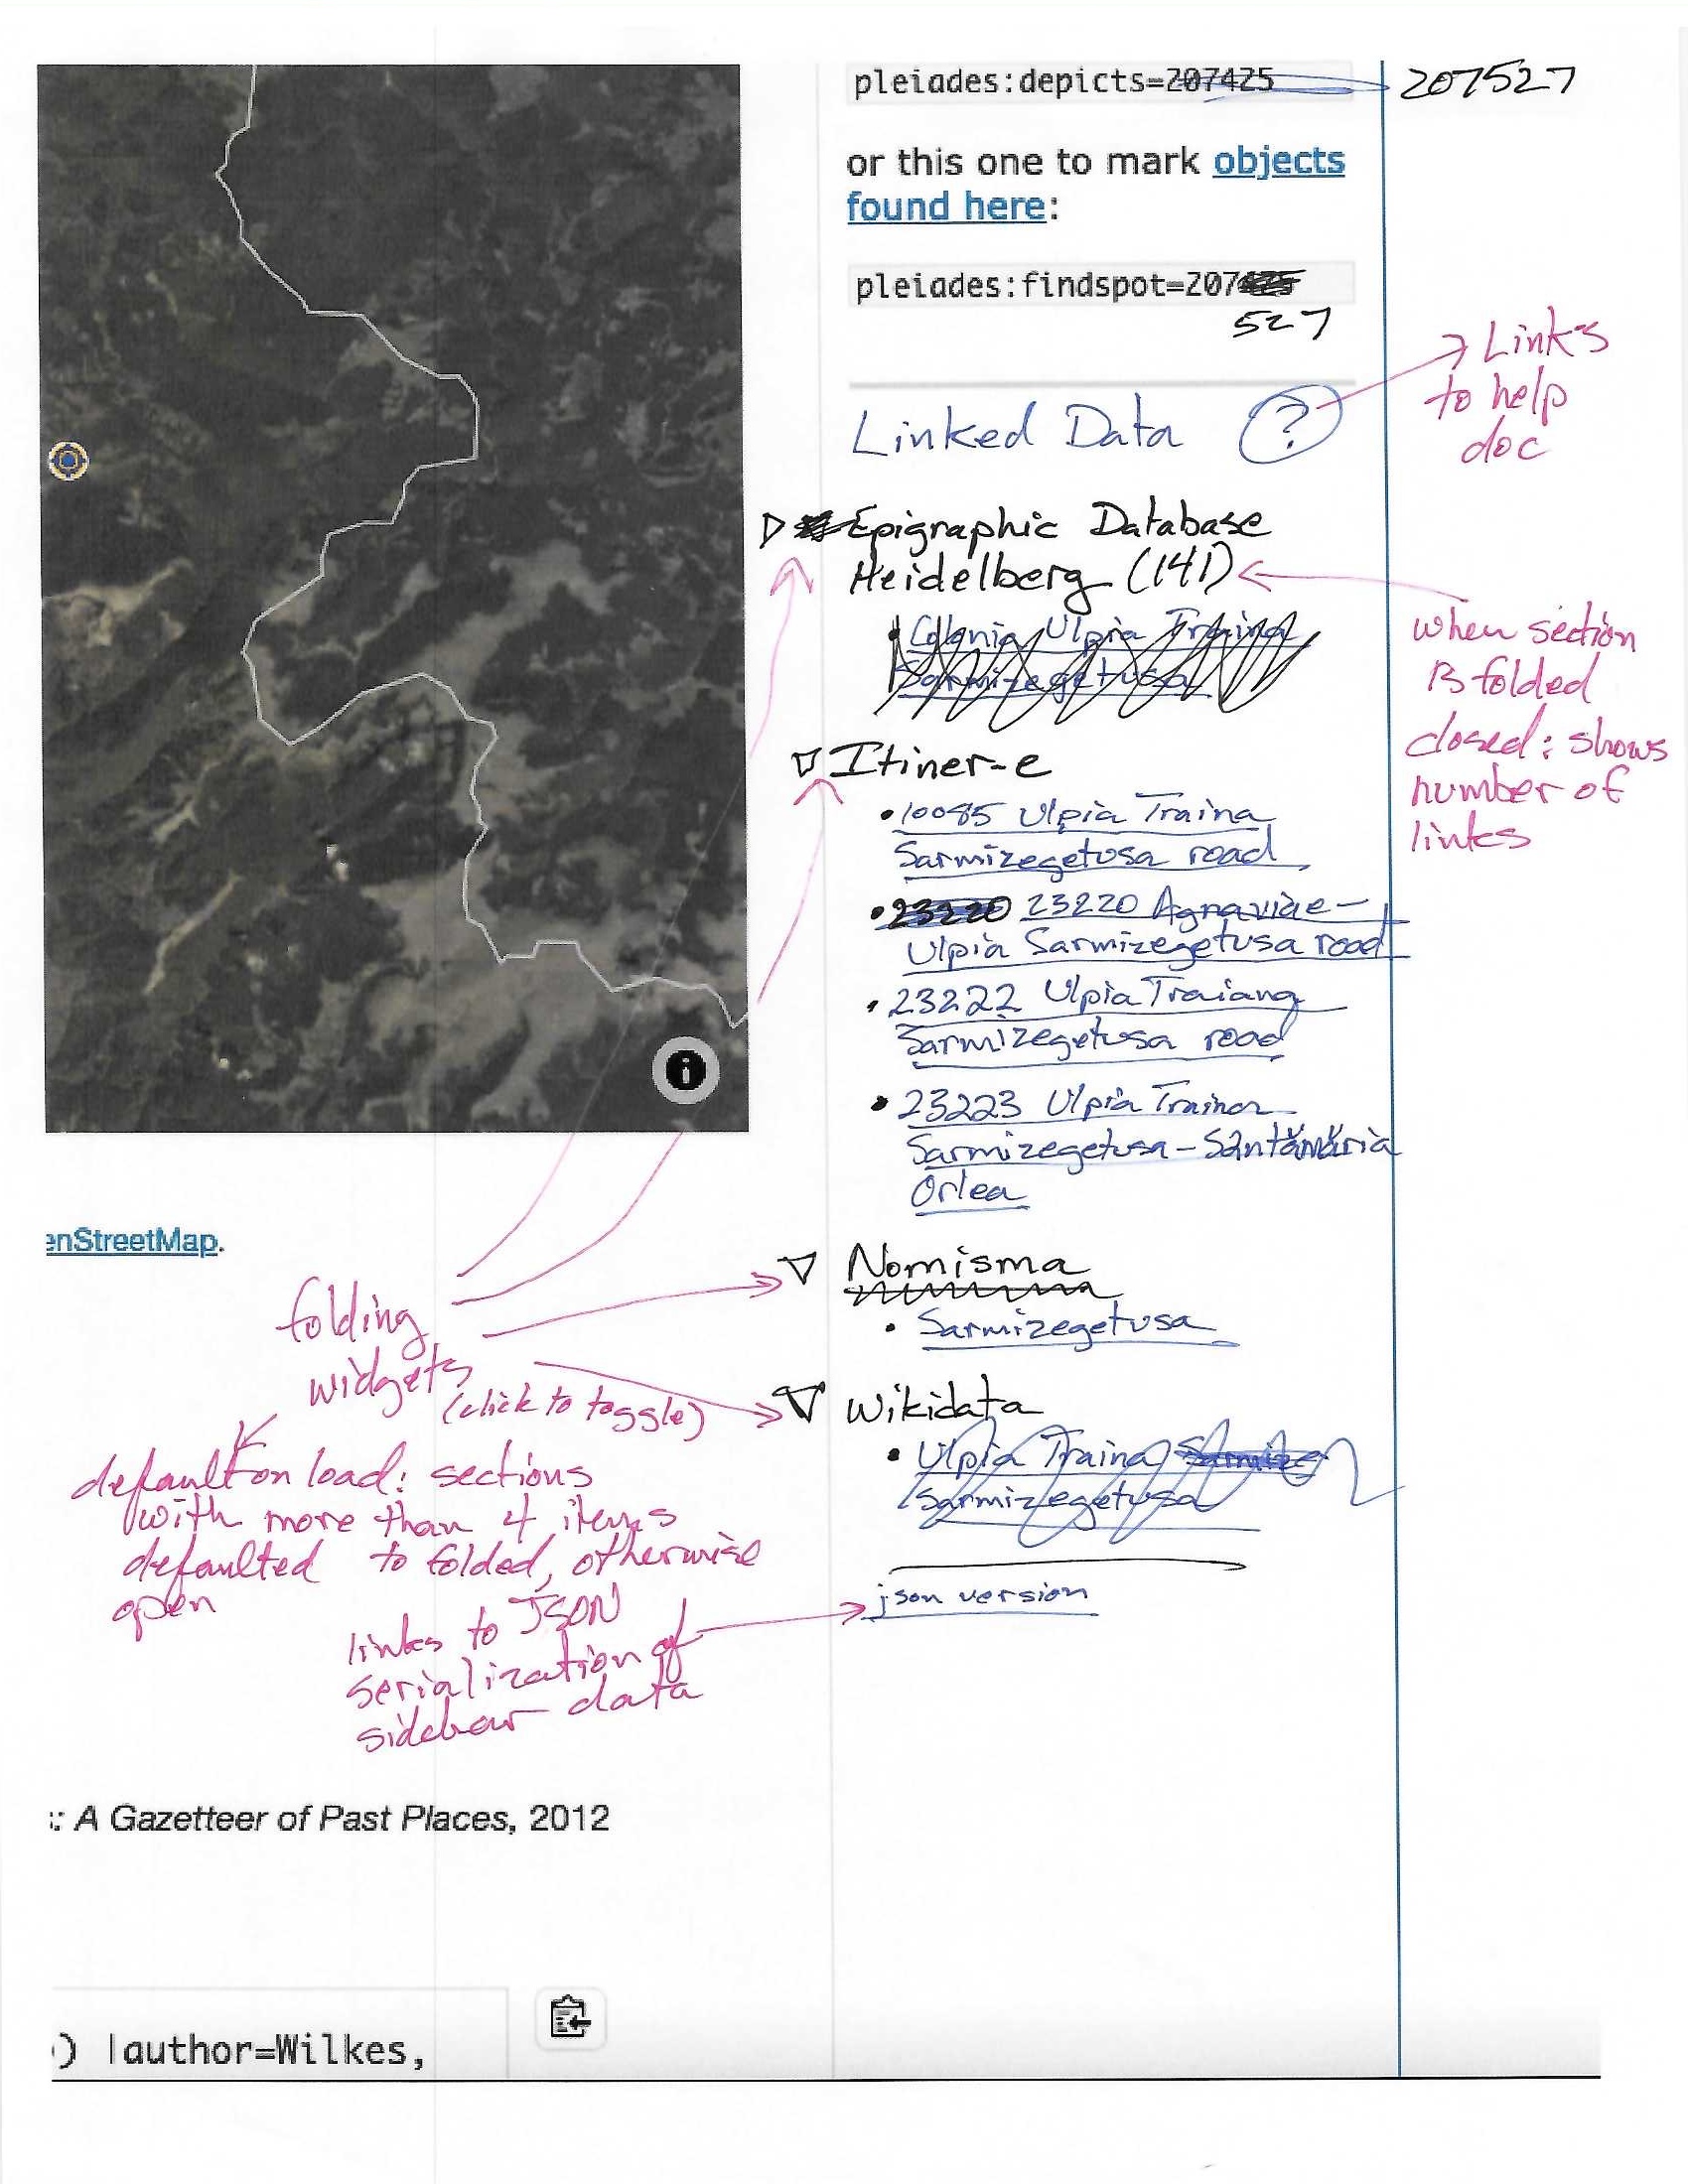 pleiades:depicts=207425
207527
or this one to mark objects
found here:
pleiades:findspot=207
527
Linked Data ?
Links
to help
doc
Epigraphic Database
Heidelberg (141)
Colonia Ulpia Traina
Sarmizegetusa
when section
is folded
closed: shows
number of
links
Itiner-e
• 10085 Ulpia Traina
Sarmizegetusa road
• 23220 23220 Agnaviae-
Ulpia Sarmizegetusa road
• 23222 Ulpia Traiana
Sarmizegetusa road
• 23223 Ulpia Traina
Sarmizegetusa - Sântămăria
Orlea
enStreetMap.
Nomisma
• Sarmizegetusa
folding
widgets
(click to toggle)
Wikidata
• Ulpia Traina Sarmize
Sarmizegetusa
default on load: sections
with more than 4 items
defaulted to folded, otherwise
open
json version
links to JSON
serialization of
sidebar data
: A Gazetteer of Past Places, 2012
) |author=Wilkes,